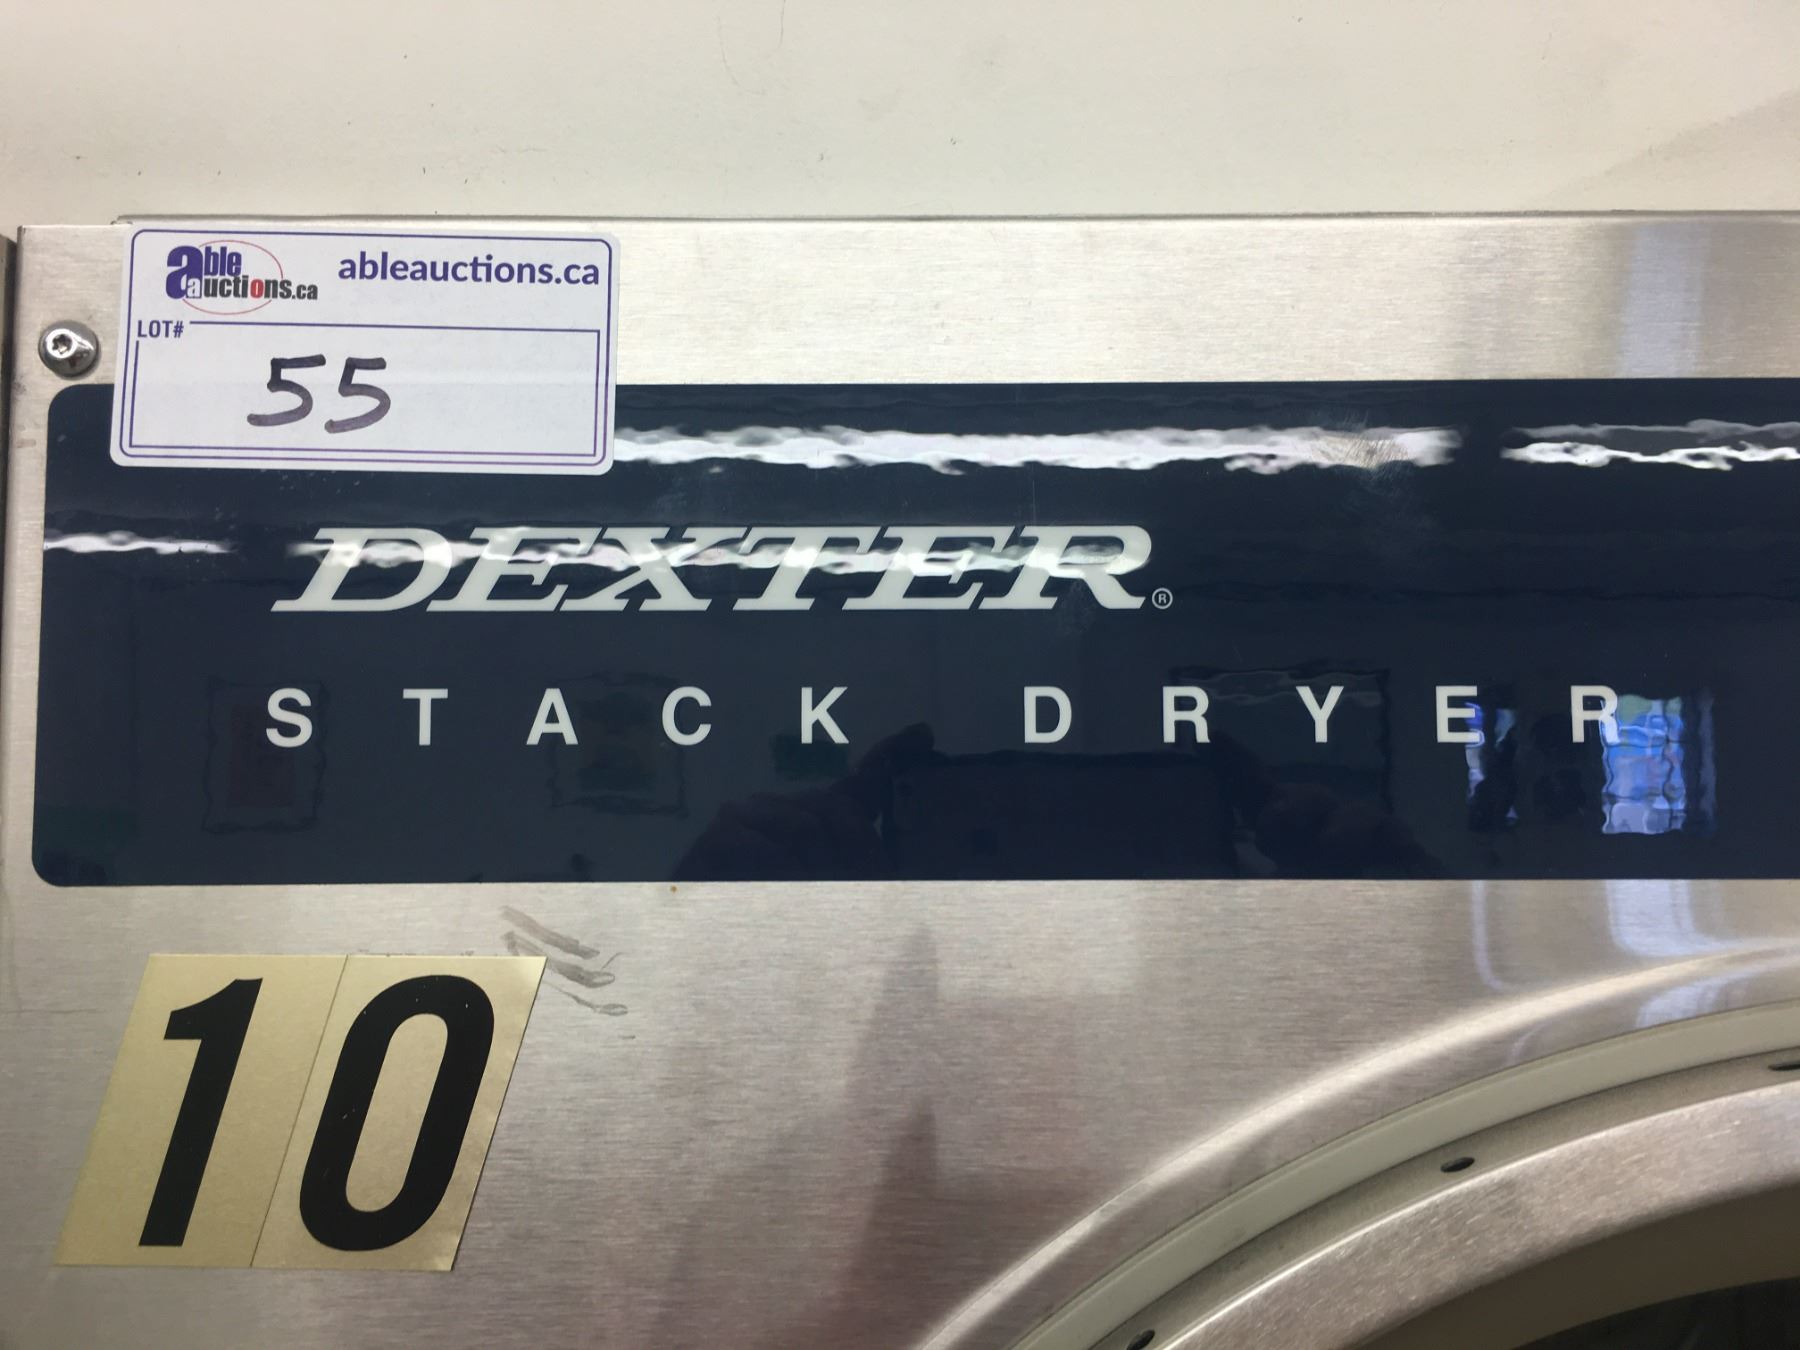 able
auctions.ca
ableauctions.ca
LOT#
55
DEXTER®
STACK DRYER
10